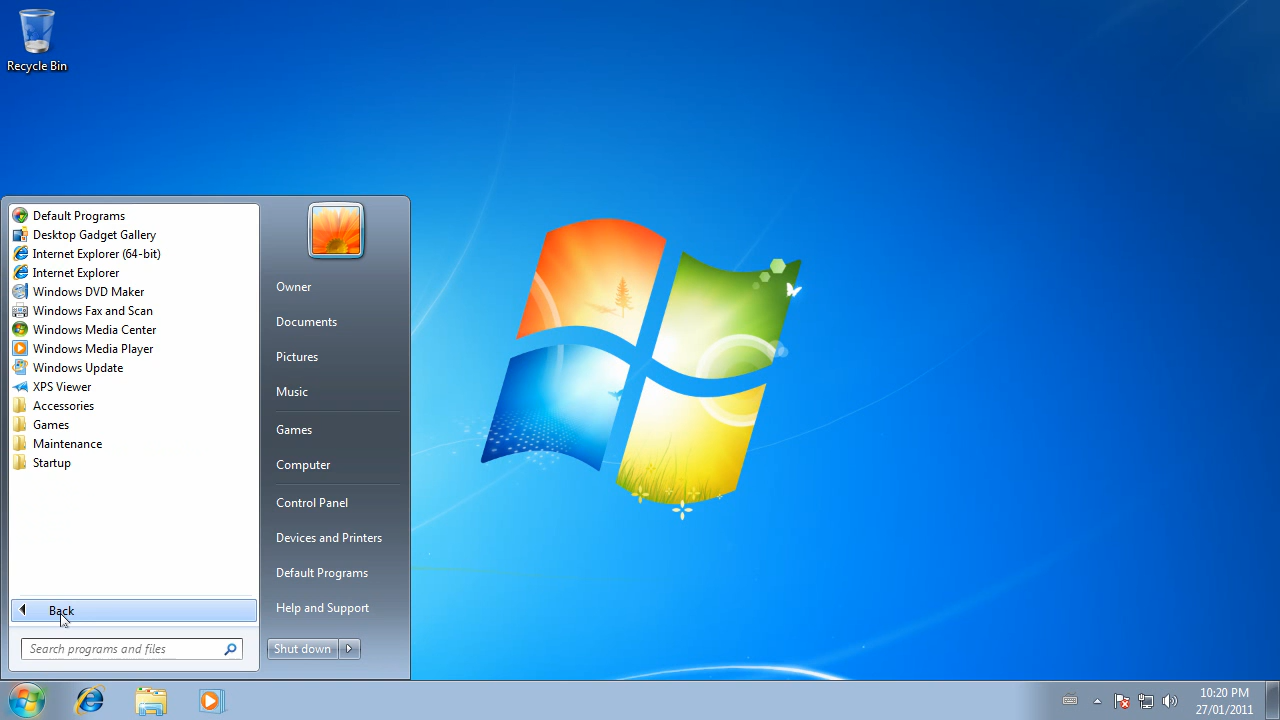 Recycle Bin
Default Programs
Desktop Gadget Gallery
Internet Explorer (64-bit)
Internet Explorer
Windows DVD Maker
Windows Fax and Scan
Windows Media Center
Windows Media Player
Windows Update
XPS Viewer
Accessories
Games
Maintenance
Startup
Back
Search programs and files
Owner
Documents
Pictures
Music
Games
Computer
Control Panel
Devices and Printers
Default Programs
Help and Support
Shut down
10:20 PM
27/01/2011